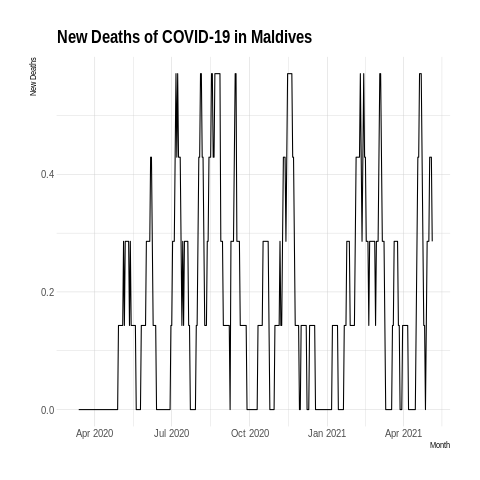 New Deaths of COVID-19 in Maldives
New Deaths
0.4
0.2
0.0
Apr 2020 Jul 2020 Oct 2020 Jan 2021 Apr 2021
Month